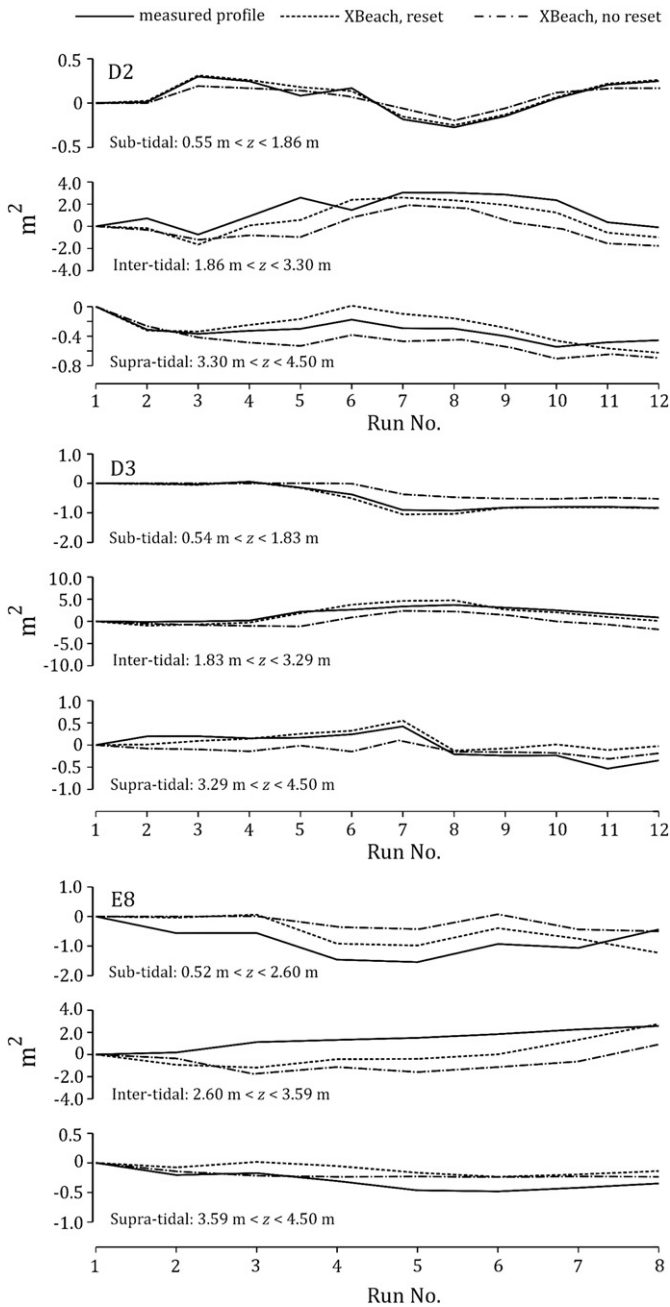 measured profile XBeach, reset XBeach, no reset
D2
0.5
0
-0.5
Sub-tidal: 0.55 m < z < 1.86 m
4.0
2.0
0
-2.0
-4.0
Inter-tidal: 1.86 m < z < 3.30 m
m²
0
-0.4
-0.8
Supra-tidal: 3.30 m < z < 4.50 m
1 2 3 4 5 6 7 8 9 10 11 12
Run No.
D3
1.0
0
-1.0
-2.0
Sub-tidal: 0.54 m < z < 1.83 m
10.0
5.0
0
-5.0
-10.0
Inter-tidal: 1.83 m < z < 3.29 m
m²
1.0
0.5
0
-0.5
-1.0
Supra-tidal: 3.29 m < z < 4.50 m
1 2 3 4 5 6 7 8 9 10 11 12
Run No.
E8
1.0
0
-1.0
-2.0
Sub-tidal: 0.52 m < z < 2.60 m
4.0
2.0
0
-2.0
-4.0
Inter-tidal: 2.60 m < z < 3.59 m
m²
0.5
0
-0.5
-1.0
Supra-tidal: 3.59 m < z < 4.50 m
1 2 3 4 5 6 7 8
Run No.